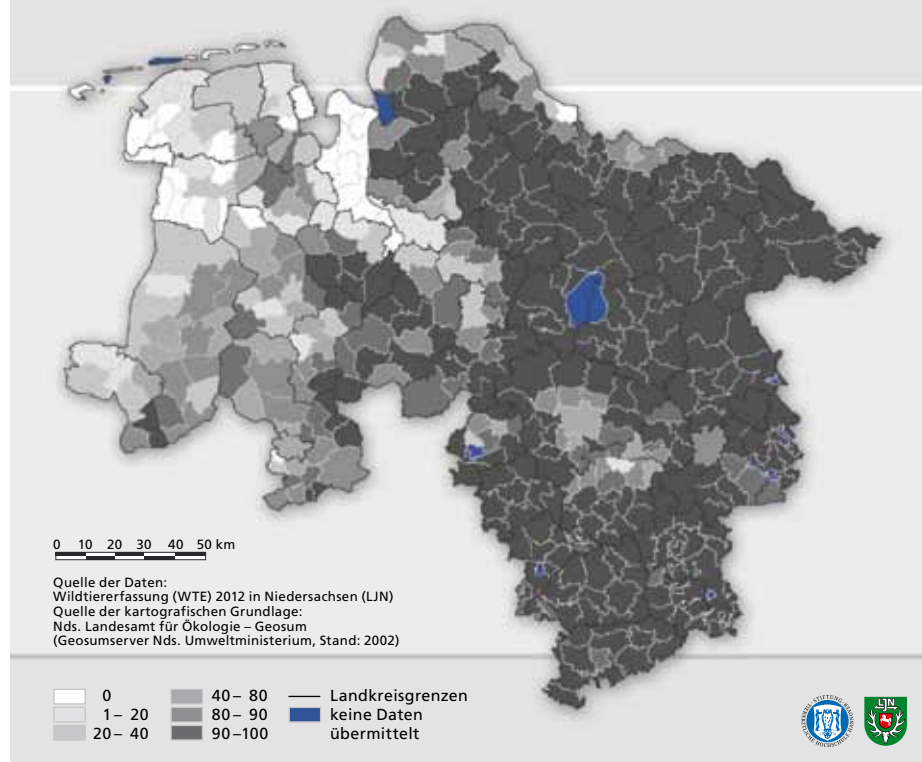 0 10 20 30 40 50 km
Quelle der Daten:
Wildtiererfassung (WTE) 2012 in Niedersachsen (LJN)
Quelle der kartografischen Grundlage:
Nds. Landesamt für Ökologie – Geosum
(Geosumserver Nds. Umweltministerium, Stand: 2002)
0
1– 20
20– 40
40– 80
80– 90
90–100
Landkreisgrenzen
keine Daten
übermittelt
LJN